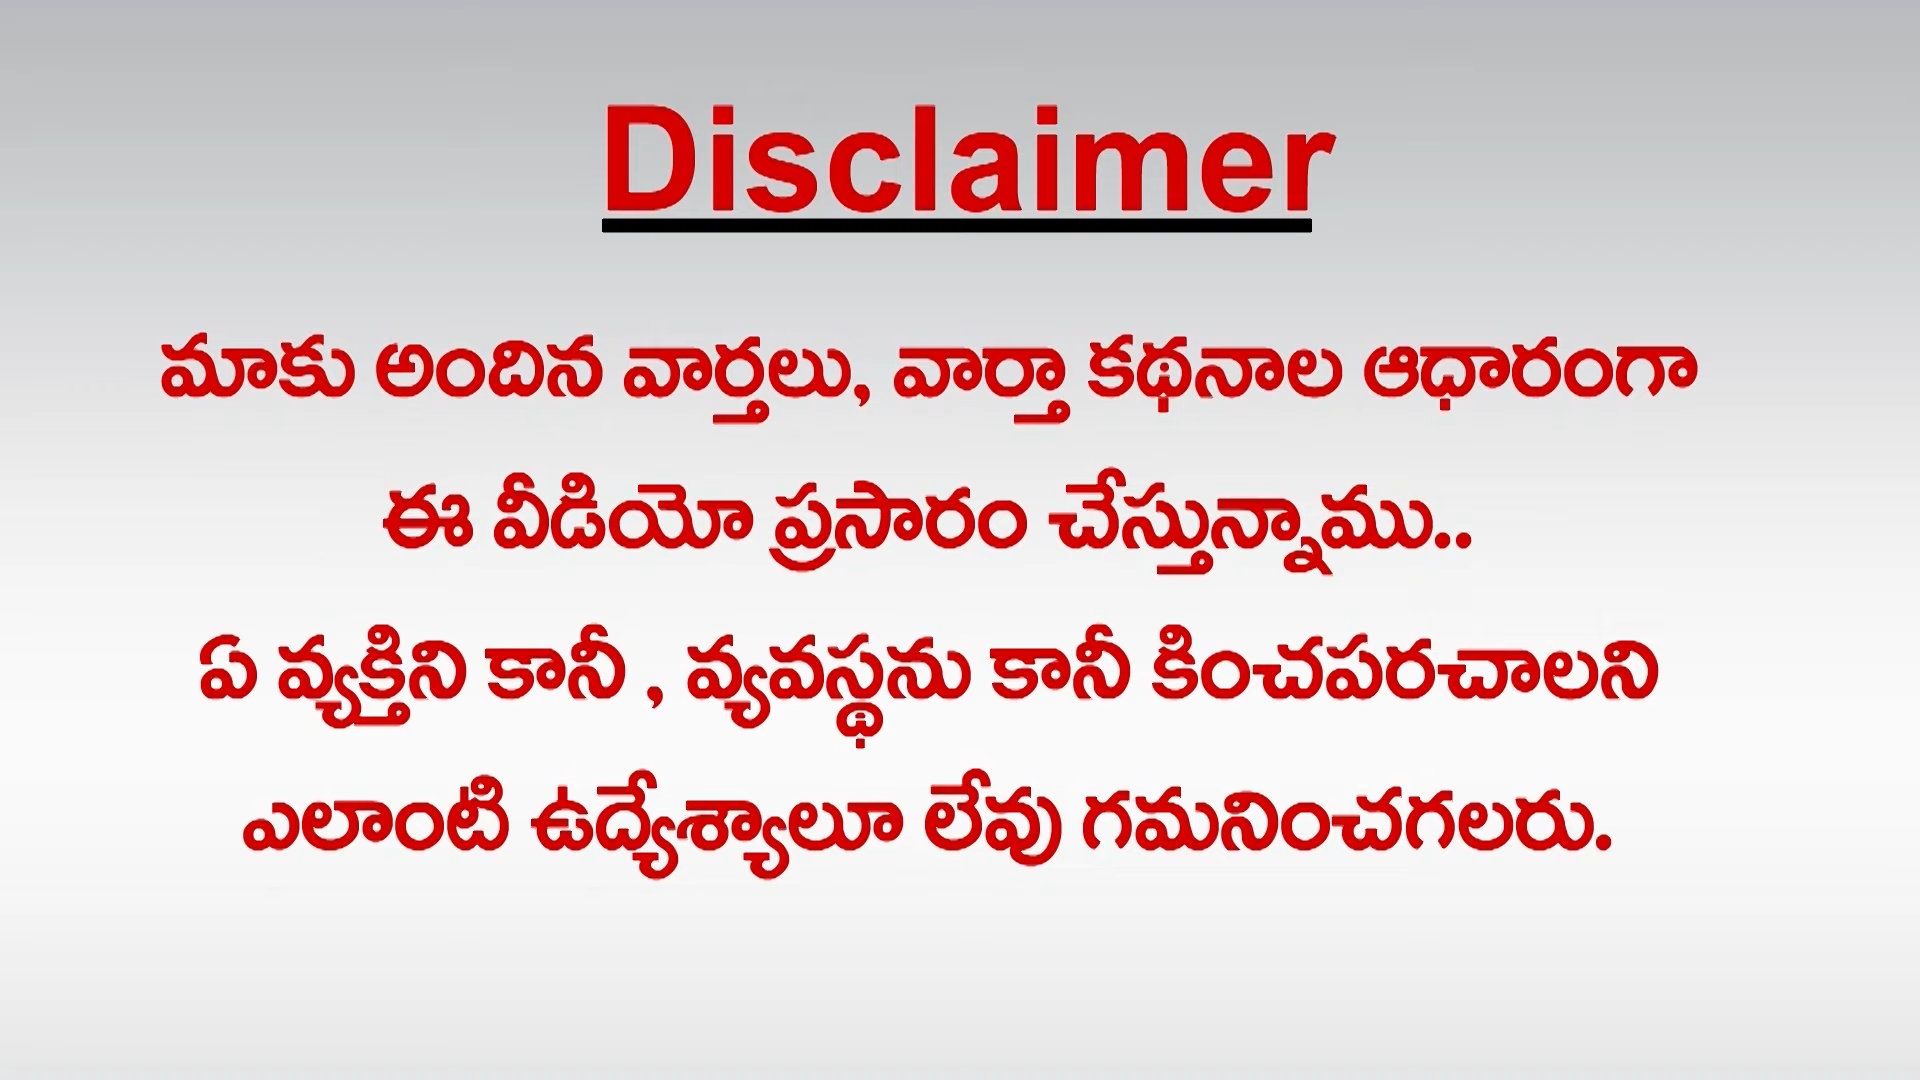 Disclaimer
మాకు అందిన వార్తలు, వార్తా కథనాల ఆధారంగా
ఈ వీడియో ప్రసారం చేస్తున్నాము..
ఏ వ్యక్తిని కానీ , వ్యవస్థను కానీ కించపరచాలని
ఎలాంటి ఉద్యేశ్యాలూ లేవు గమనించగలరు.